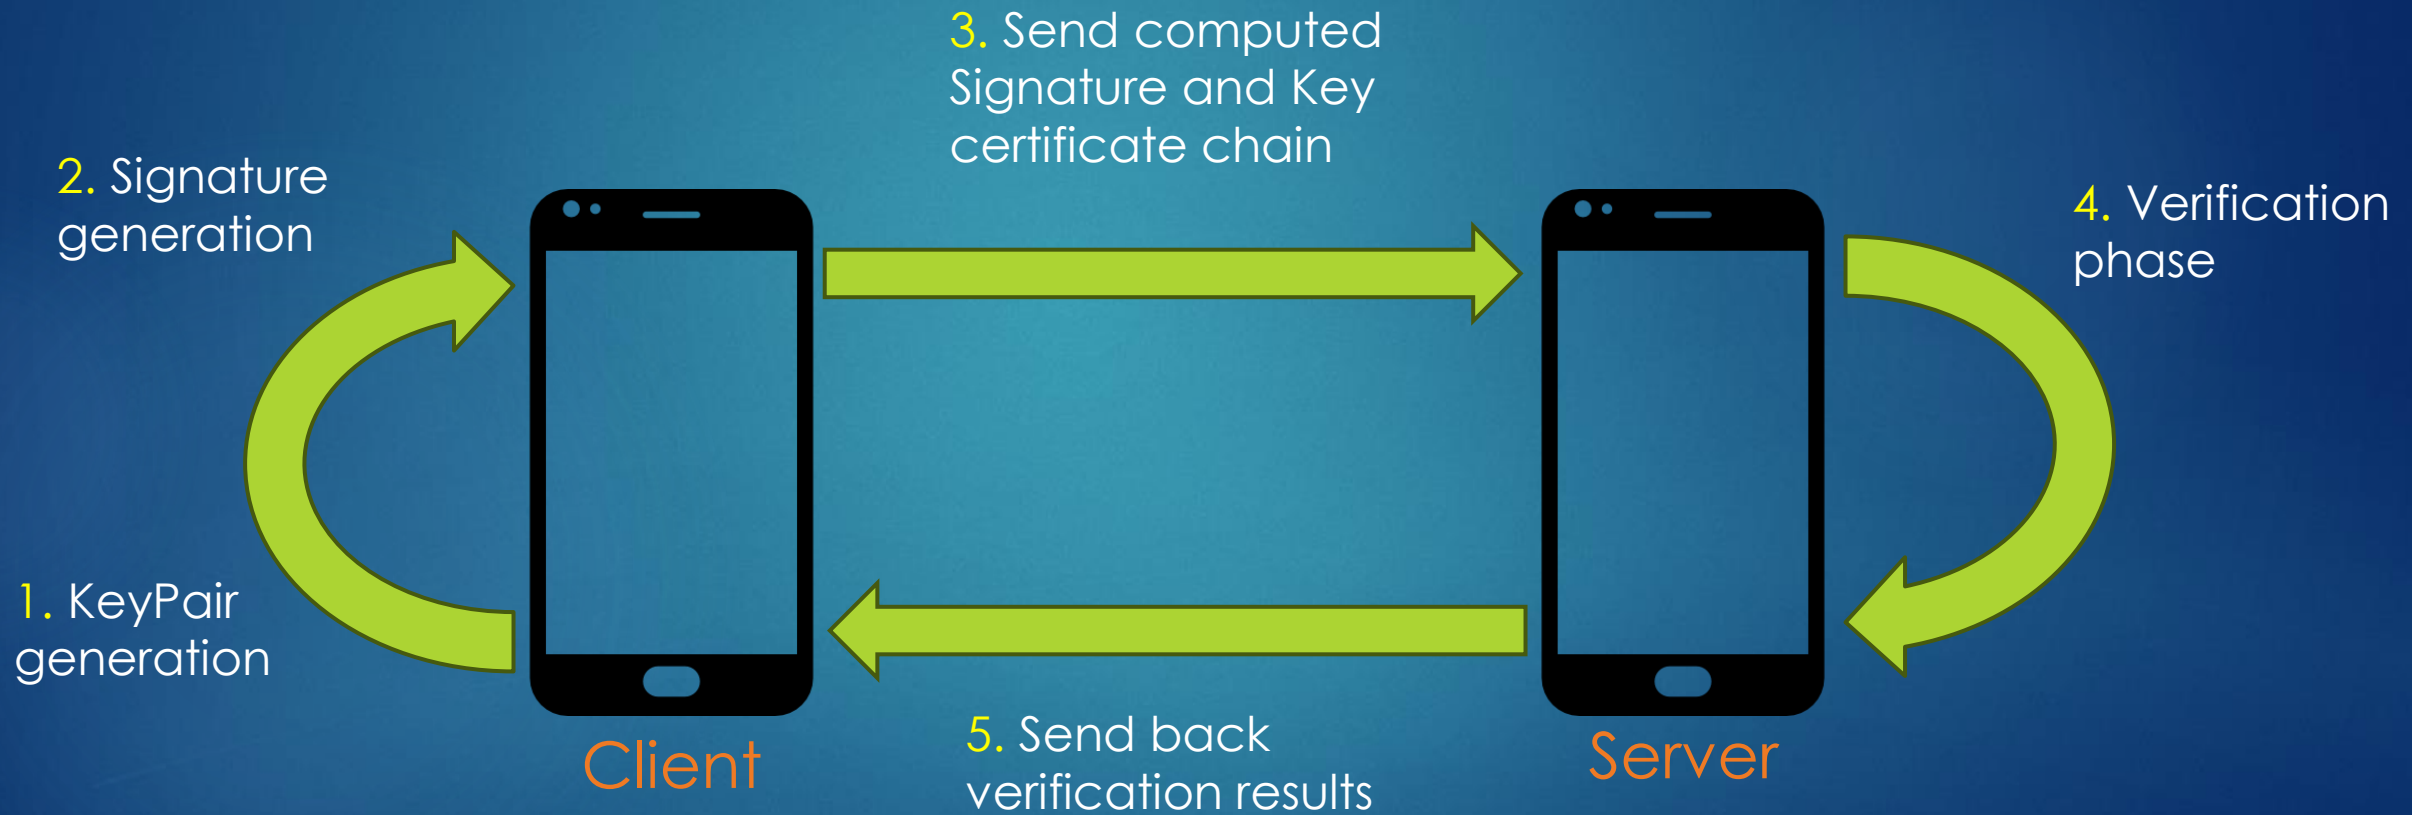 1. KeyPair
generation
2. Signature
generation
3. Send computed
Signature and Key
certificate chain
4. Verification
phase
5. Send back
verification results
Client
Server